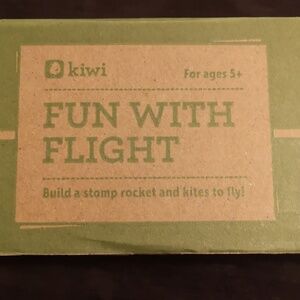 kiwi
For ages 5+
FUN WITH
FLIGHT
Build a stomp rocket and kites to fly!